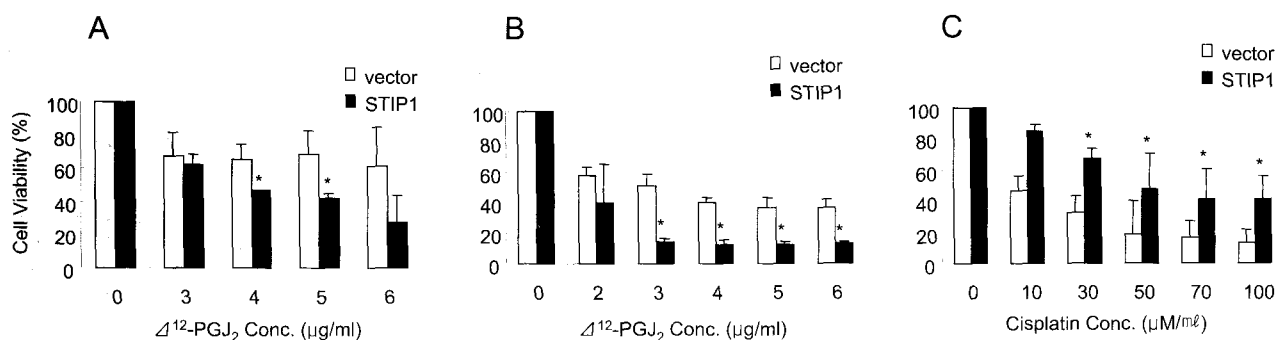 A
vector
STIP1
Cell Viability (%)
100
80
60
40
20
0
0 3 4 5 6
* *
⊿¹²-PGJ₂ Conc. (μg/ml)
B
vector
STIP1
100
80
60
40
20
0
0 2 3 4 5 6
* * * *
⊿¹²-PGJ₂ Conc. (μg/ml)
C
vector
STIP1
100
80
60
40
20
0
0 10 30 50 70 100
* * * *
Cisplatin Conc. (μM/㎖)